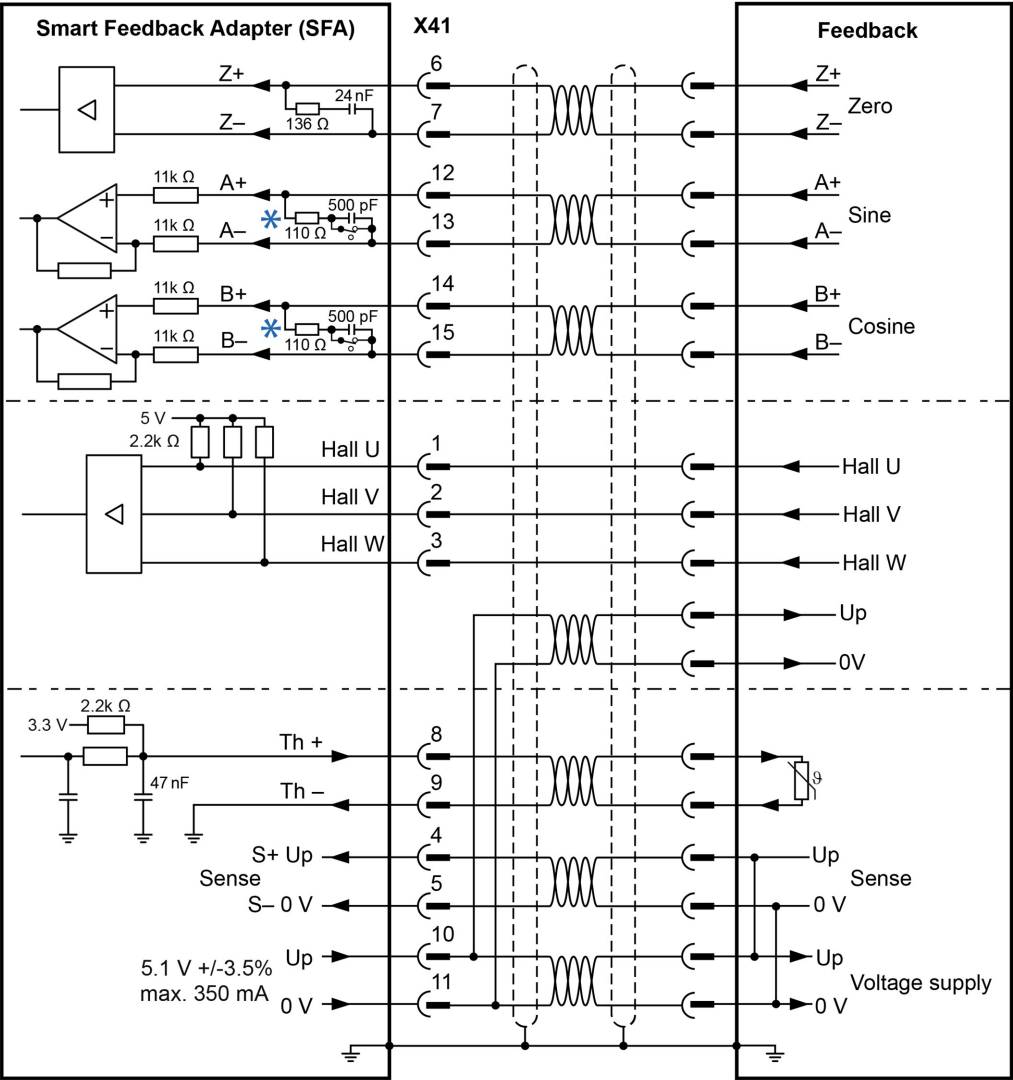 Smart Feedback Adapter (SFA)
X41
Feedback
Z+
6
Z+
24 nF
136 Ω
Zero
Z–
7
Z–
11k Ω
A+
12
A+
500 pF
110 Ω
Sine
11k Ω
*
A–
13
A–
11k Ω
B+
14
B+
500 pF
110 Ω
Cosine
11k Ω
*
B–
15
B–
5 V
2.2k Ω
Hall U
1
Hall U
Hall V
2
Hall V
Hall W
3
Hall W
Up
0V
2.2k Ω
3.3 V
Th +
8
47 nF
ϑ
Th –
9
S+ Up
4
Up
Sense
Sense
S– 0 V
5
0 V
Up
10
Up
5.1 V +/-3.5%
max. 350 mA
Voltage supply
0 V
11
0 V